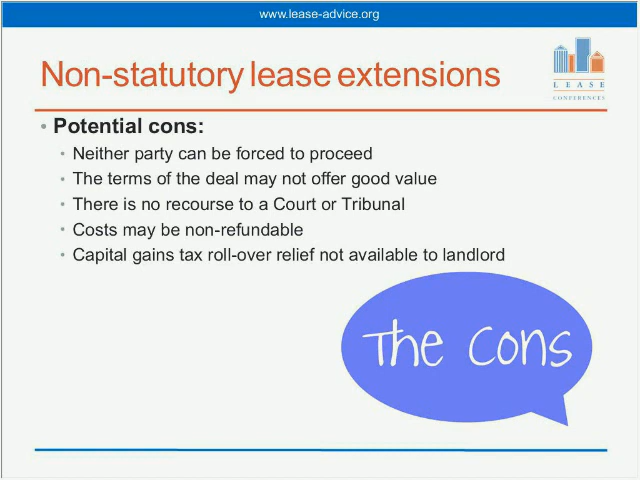 www.lease-advice.org
Non-statutory lease extensions
L E A S E
CONFERENCES
• Potential cons:
• Neither party can be forced to proceed
• The terms of the deal may not offer good value
• There is no recourse to a Court or Tribunal
• Costs may be non-refundable
• Capital gains tax roll-over relief not available to landlord
The cons